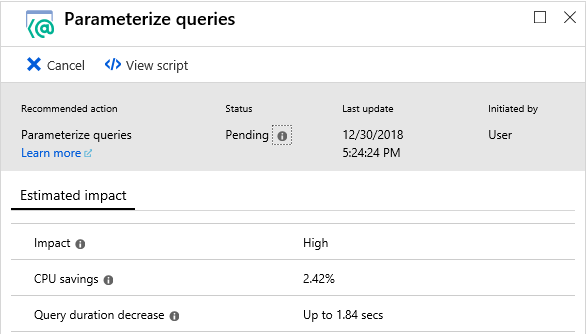 Parameterize queries
Cancel View script
Recommended action Status Last update Initiated by
Parameterize queries Pending 12/30/2018 User
Learn more 5:24:24 PM
Estimated impact
Impact High
CPU savings 2.42%
Query duration decrease Up to 1.84 secs